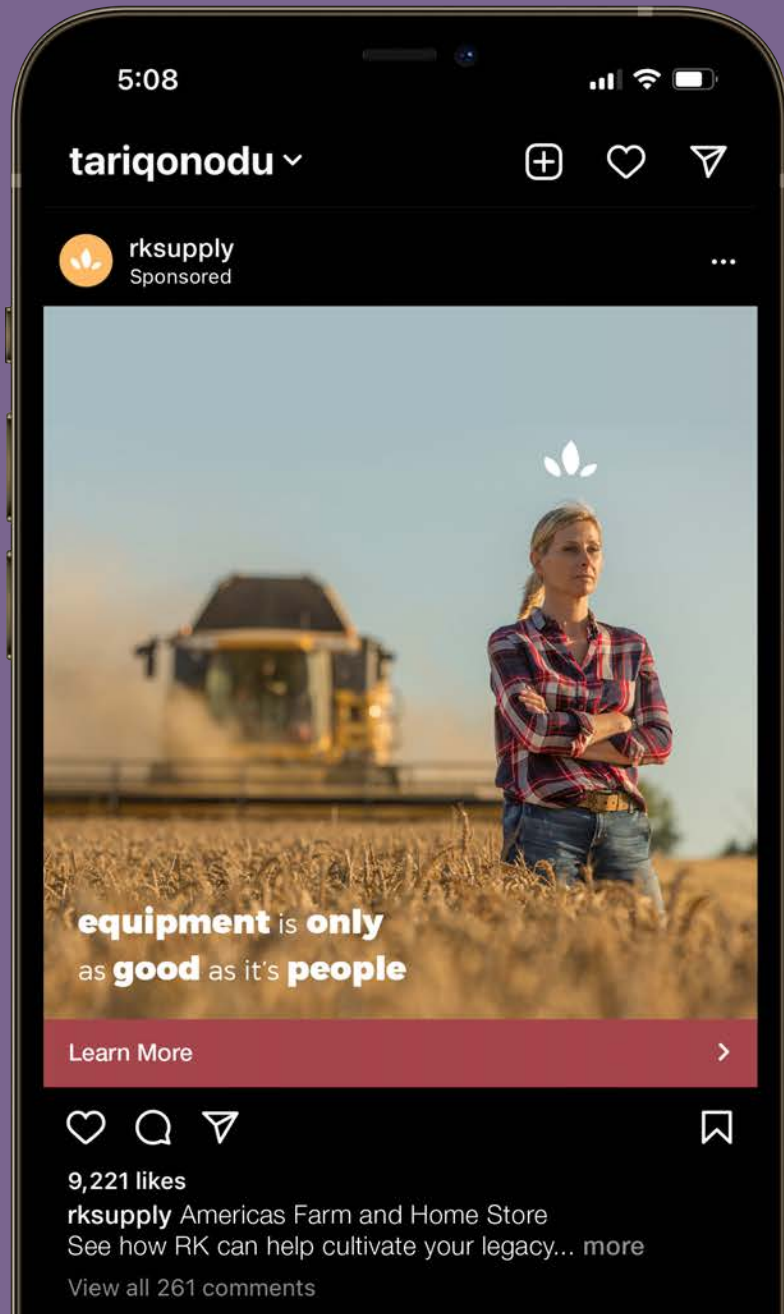 5:08
tariqonodu
rksupply
Sponsored
equipment is only
as good as it's people
Learn More
9,221 likes
rksupply Americas Farm and Home Store
See how RK can help cultivate your legacy... more
View all 261 comments